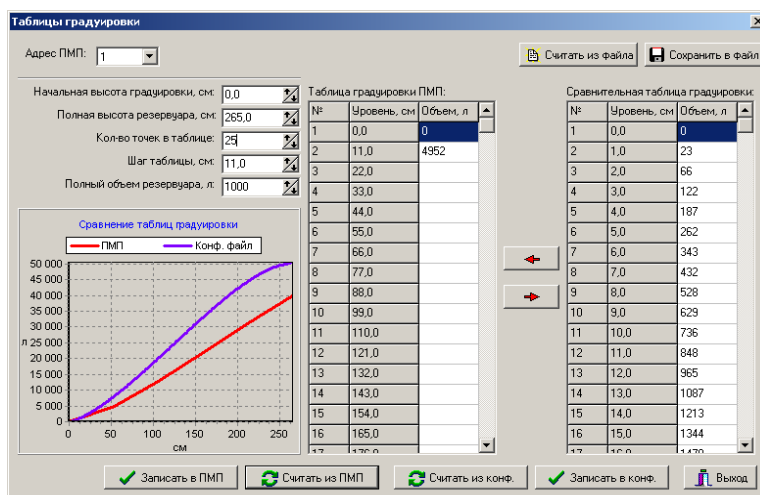 Таблицы градуировки
Адрес ПМП: 1
Считать из файла
Сохранить в файл
Начальная высота градуировки, см: 0,0
Полная высота резервуара, см: 265,0
Кол-во точек в таблице: 25
Шаг таблицы, см: 11,0
Полный объем резервуара, л: 1000
Сравнение таблиц градуировки
ПМП Конф. файл
50 000
45 000
40 000
35 000
30 000
л 25 000
20 000
15 000
10 000
5 000
0
0 50 100 150 200 250
см
Таблица градуировки ПМП:
№ Уровень, см Объем, л
1 0,0 0
2 11,0 4952
3 22,0
4 33,0
5 44,0
6 55,0
7 66,0
8 77,0
9 88,0
10 99,0
11 110,0
12 121,0
13 132,0
14 143,0
15 154,0
16 165,0
17 176,0
Сравнительная таблица градуировки:
№ Уровень, см Объем, л
1 0,0 0
2 1,0 23
3 2,0 66
4 3,0 122
5 4,0 187
6 5,0 262
7 6,0 343
8 7,0 432
9 8,0 528
10 9,0 629
11 10,0 736
12 11,0 848
13 12,0 965
14 13,0 1087
15 14,0 1213
16 15,0 1344
17 16,0
Записать в ПМП
Считать из ПМП
Считать из конф.
Записать в конф.
Выход